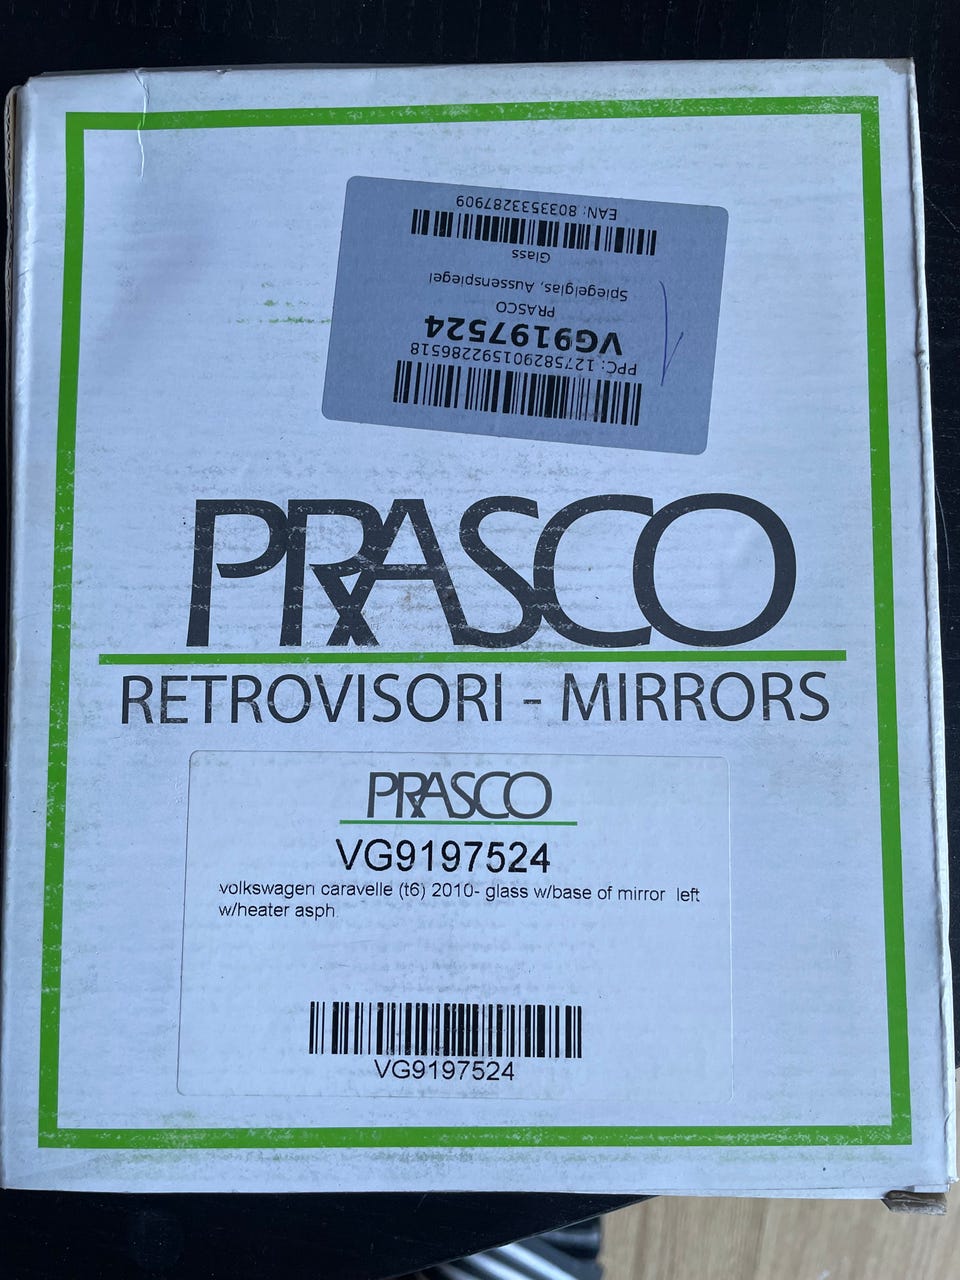 PPC: 127582901592286518
VG9197524
PRASCO
Spiegelglas, Aussenspiegel
Glass
EAN: 8033533287909
PRASCO
RETROVISORI - MIRRORS
PRASCO
VG9197524
volkswagen caravelle (t6) 2010- glass w/base of mirror left
w/heater asph
VG9197524